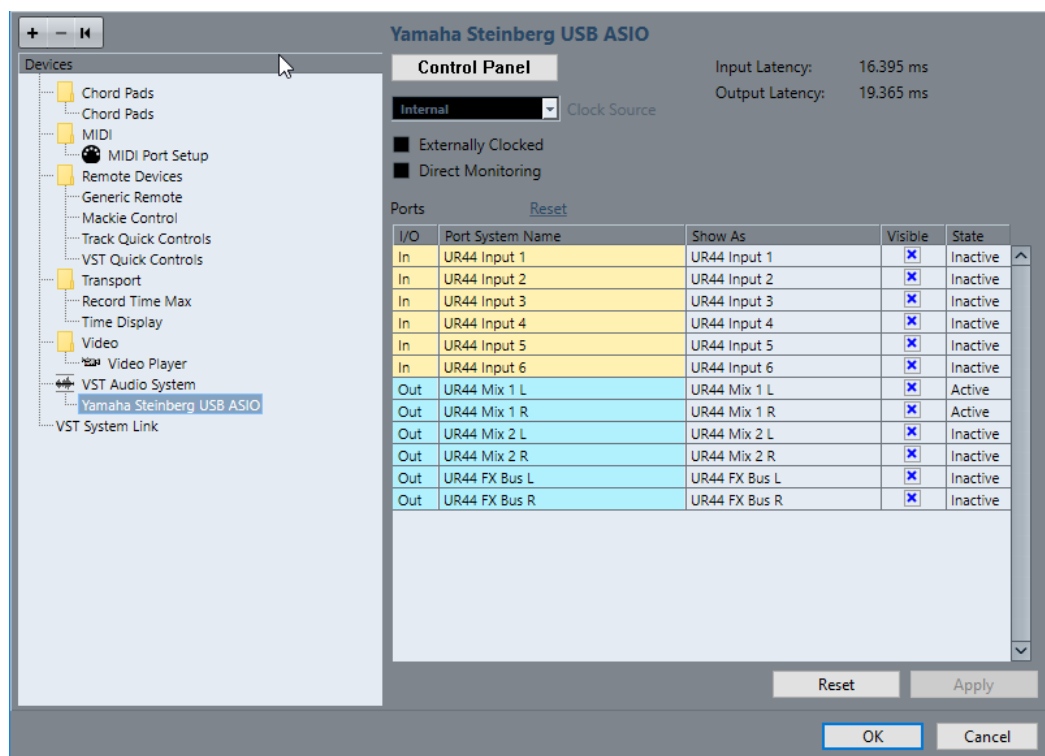 + −
Devices
Chord Pads
Chord Pads
MIDI
MIDI Port Setup
Remote Devices
Generic Remote
Mackie Control
Track Quick Controls
VST Quick Controls
Transport
Record Time Max
Time Display
Video
Video Player
VST Audio System
Yamaha Steinberg USB ASIO
VST System Link
Yamaha Steinberg USB ASIO
Control Panel
Input Latency: 16.395 ms
Output Latency: 19.365 ms
Internal Clock Source
Externally Clocked
Direct Monitoring
Ports Reset
I/O Port System Name Show As Visible State
In UR44 Input 1 UR44 Input 1 Inactive
In UR44 Input 2 UR44 Input 2 Inactive
In UR44 Input 3 UR44 Input 3 Inactive
In UR44 Input 4 UR44 Input 4 Inactive
In UR44 Input 5 UR44 Input 5 Inactive
In UR44 Input 6 UR44 Input 6 Inactive
Out UR44 Mix 1 L UR44 Mix 1 L Active
Out UR44 Mix 1 R UR44 Mix 1 R Active
Out UR44 Mix 2 L UR44 Mix 2 L Inactive
Out UR44 Mix 2 R UR44 Mix 2 R Inactive
Out UR44 FX Bus L UR44 FX Bus L Inactive
Out UR44 FX Bus R UR44 FX Bus R Inactive
Reset Apply
OK Cancel